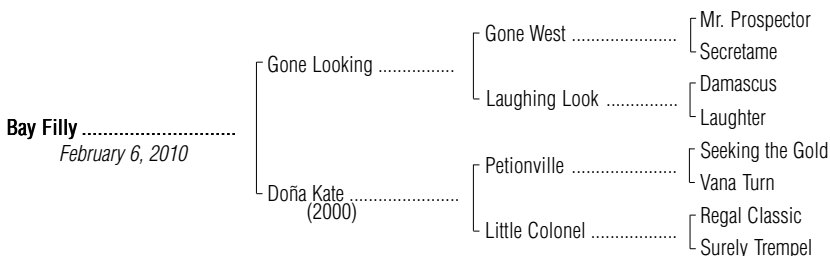 Mr. Prospector
Gone West ......................
Secretame
Gone Looking ................
Damascus
Laughing Look ...............
Laughter
Bay Filly .............................
February 6, 2010
Seeking the Gold
Petionville ......................
Vana Turn
Doña Kate .......................
(2000)
Regal Classic
Little Colonel ..................
Surely Trempel